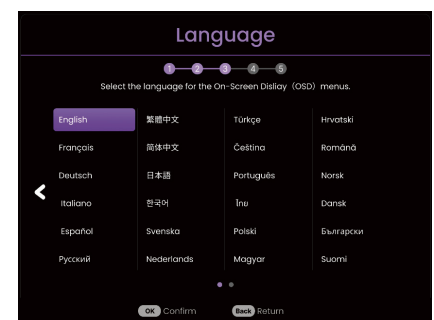 Language
1 2 3 4 5
Select the language for the On-Screen Disliay (OSD) menus.
English 繁體中文 Türkçe Hrvatski
Français 简体中文 Čeština Română
Deutsch 日本語 Português Norsk
Italiano 한국어 ไทย Dansk
Español Svenska Polski Български
Русский Nederlands Magyar Suomi
OK Confirm Back Return